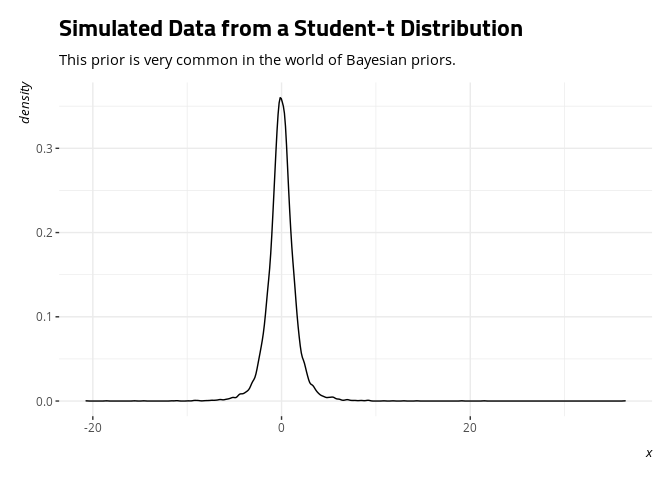 Simulated Data from a Student-t Distribution
This prior is very common in the world of Bayesian priors.
density
0.3
0.2
0.1
0.0
-20
0
20
x